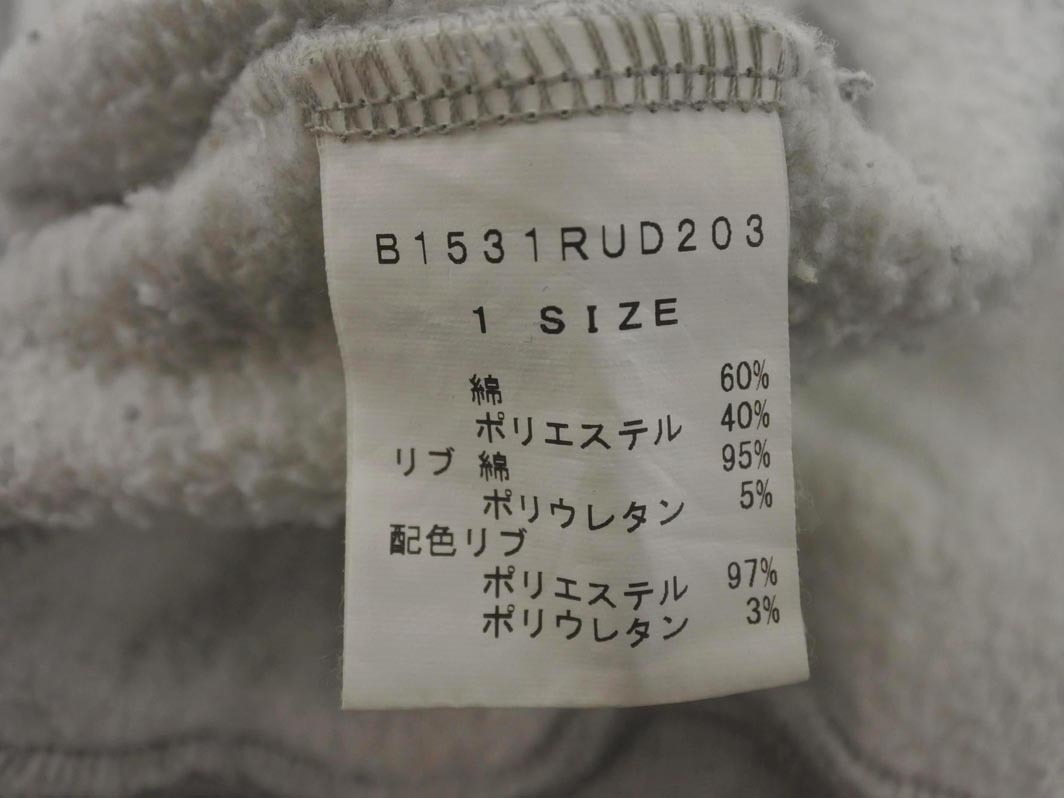 B1531RUD203
1 SIZE
綿 60%
ポリエステル 40%
リブ 綿 95%
ポリウレタン 5%
配色リブ
ポリエステル 97%
ポリウレタン 3%